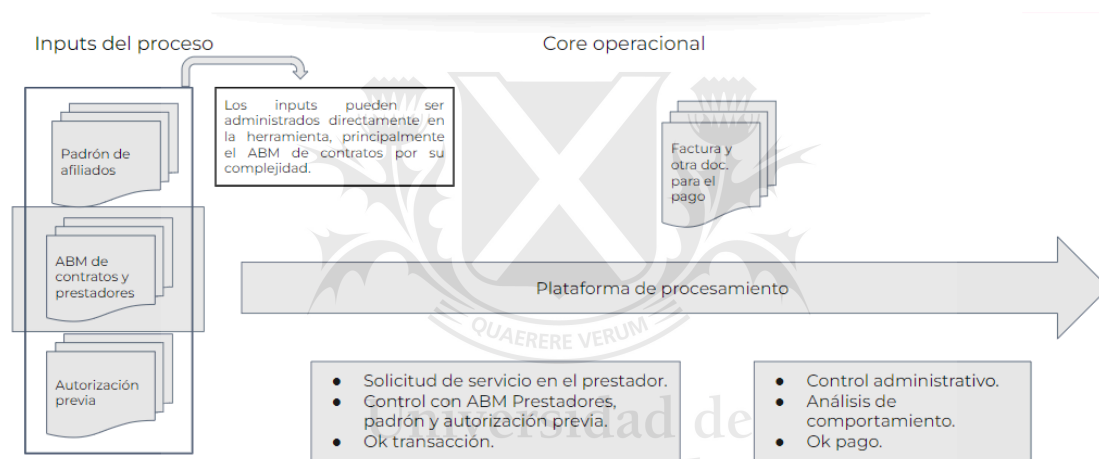 Inputs del proceso
Core operacional
Los inputs pueden ser
administrados directamente en
la herramienta, principalmente
el ABM de contratos por su
complejidad.
Padrón de
afiliados
Factura y
otra doc.
para el
pago
ABM de
contratos y
prestadores
Plataforma de procesamiento
QUAERERE VERUM
Autorización
previa
● Solicitud de servicio en el prestador.
● Control con ABM Prestadores,
padrón y autorización previa.
● Ok transacción.
● Control administrativo.
● Análisis de
comportamiento.
● Ok pago.
Universidad de